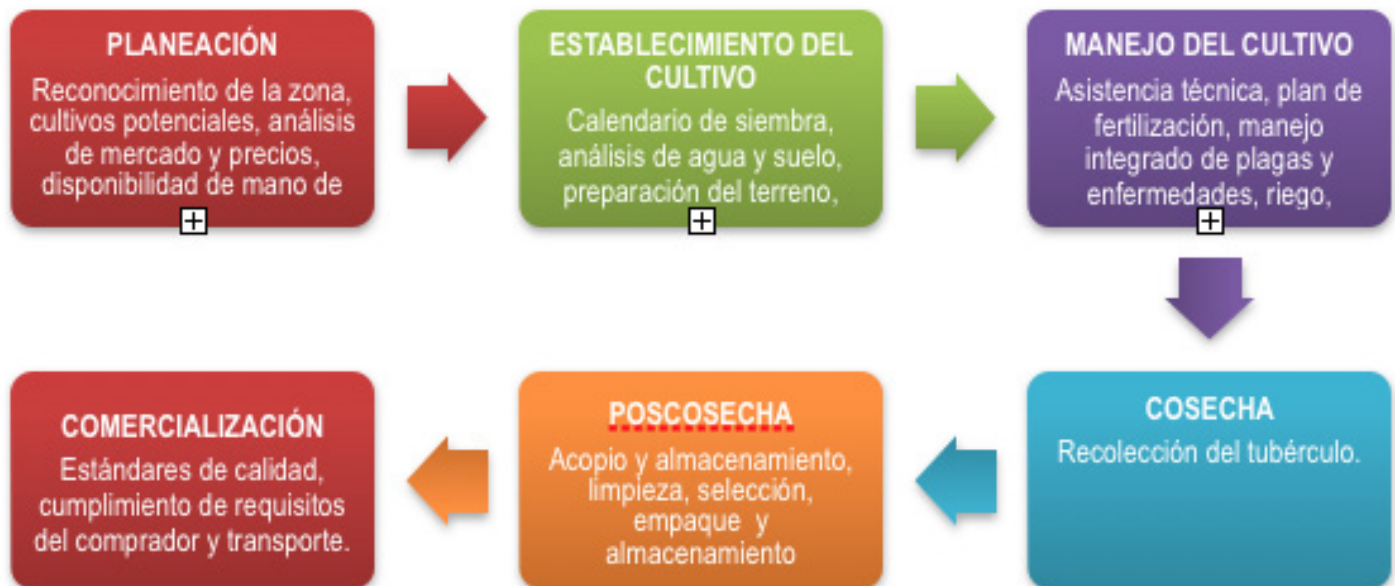 PLANEACIÓN
Reconocimiento de la zona,
cultivos potenciales, análisis
de mercado y precios,
disponibilidad de mano de
ESTABLECIMIENTO DEL
CULTIVO
Calendario de siembra,
análisis de agua y suelo,
preparación del terreno,
MANEJO DEL CULTIVO
Asistencia técnica, plan de
fertilización, manejo
integrado de plagas y
enfermedades, riego,
COSECHA
Recolección del tubérculo.
POSCOSECHA
Acopio y almacenamiento,
limpieza, selección,
empaque y
almacenamiento
COMERCIALIZACIÓN
Estándares de calidad,
cumplimiento de requisitos
del comprador y transporte.